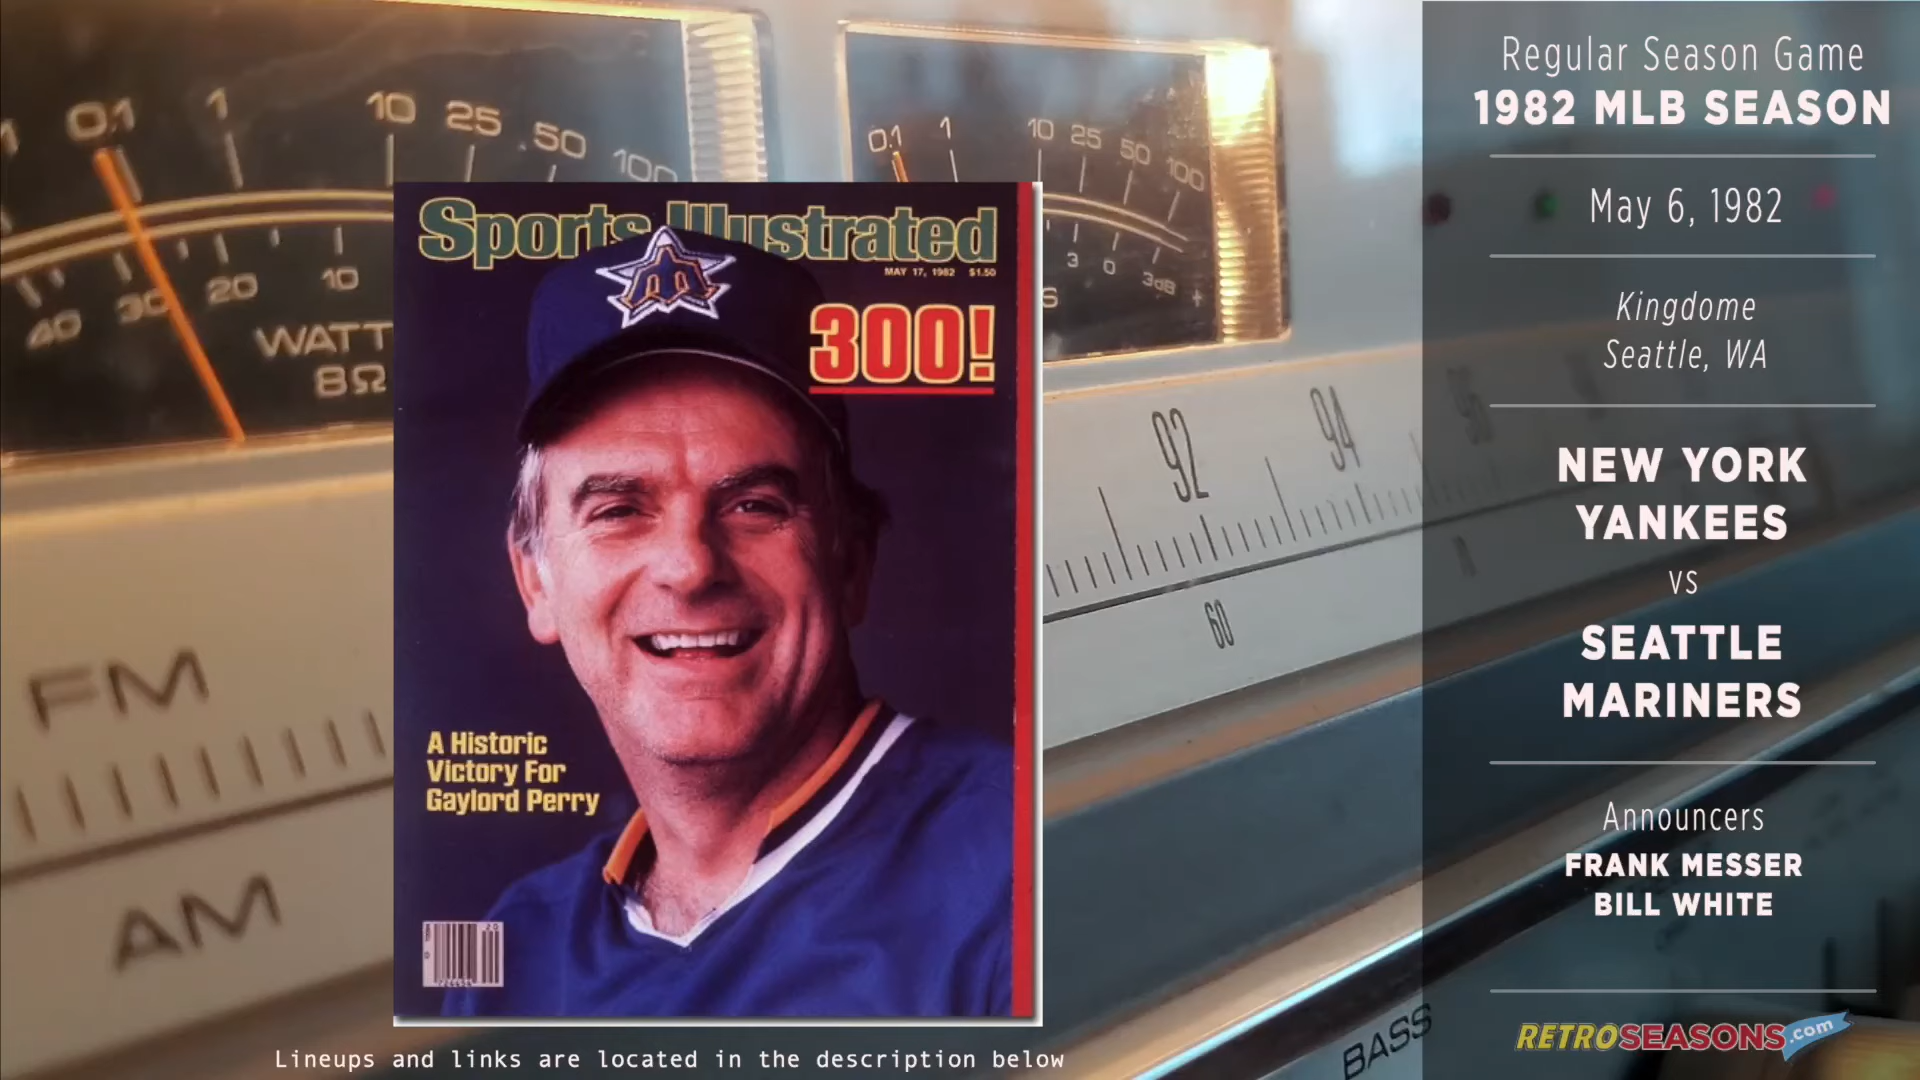 0.1 1 10 25 50 100
40 30 20 10
WATT
8Ω
0.1 1 10 25 50 100
3 0 3dB +
Sports Illustrated
MAY 17, 1982 $1.50
300!
A Historic
Victory For
Gaylord Perry
92 94 96
60
FM
AM
BASS
Regular Season Game
1982 MLB SEASON
May 6, 1982
Kingdome
Seattle, WA
NEW YORK
YANKEES
vs
SEATTLE
MARINERS
Announcers
FRANK MESSER
BILL WHITE
RETROSEASONS.com
Lineups and links are located in the description below